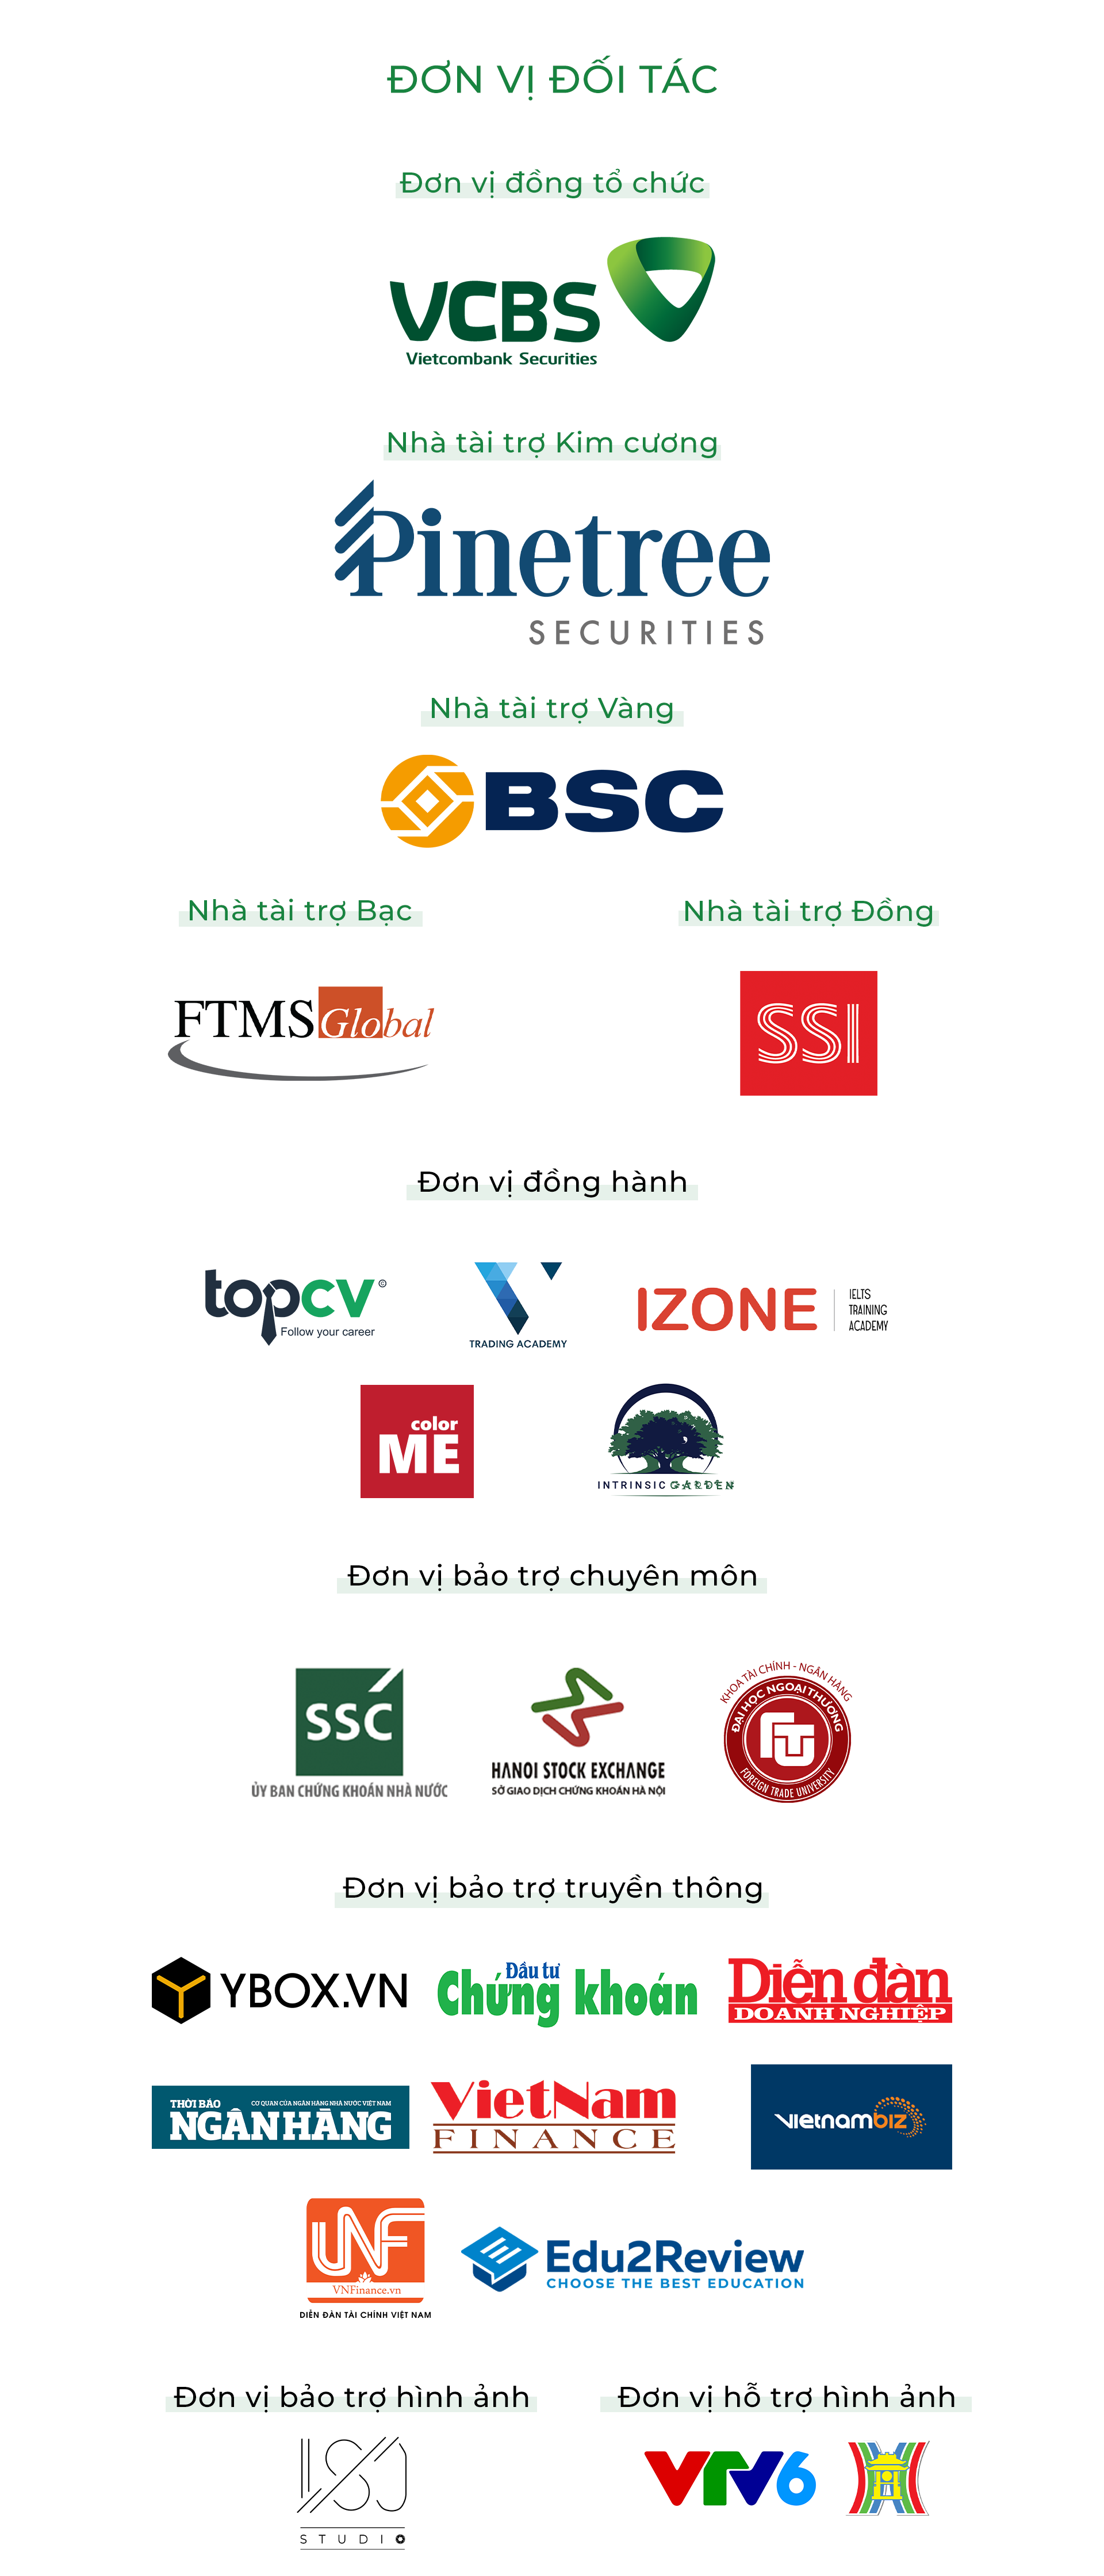 ĐƠN VỊ ĐỐI TÁC
Đơn vị đồng tổ chức
VCBS
Vietcombank Securities
Nhà tài trợ Kim cương
Pinetree
SECURITIES
Nhà tài trợ Vàng
BSC
Nhà tài trợ Bạc
Nhà tài trợ Đồng
FTMS Global
SSI
Đơn vị đồng hành
topcv
Follow your career
TRADING ACADEMY
IZONE
IELTS
TRAINING
ACADEMY
color
ME
INTRINSIC GARDEN
Đơn vị bảo trợ chuyên môn
SSC
ỦY BAN CHỨNG KHOÁN NHÀ NƯỚC
HANOI STOCK EXCHANGE
SỞ GIAO DỊCH CHỨNG KHOÁN HÀ NỘI
KHOA TÀI CHÍNH - NGÂN HÀNG
ĐẠI HỌC NGOẠI THƯƠNG
FTU
FOREIGN TRADE UNIVERSITY
Đơn vị bảo trợ truyền thông
YBOX.VN
Đầu tư
Chứng khoán
Diễn đàn
DOANH NGHIỆP
THỜI BÁO
CƠ QUAN CỦA NGÂN HÀNG NHÀ NƯỚC VIỆT NAM
NGÂN HÀNG
VietNam
FINANCE
vietnambiz
VNF
VNFinance.vn
DIỄN ĐÀN TÀI CHÍNH VIỆT NAM
Edu2Review
CHOOSE THE BEST EDUCATION
Đơn vị bảo trợ hình ảnh
Đơn vị hỗ trợ hình ảnh
STUDIO
VTV6